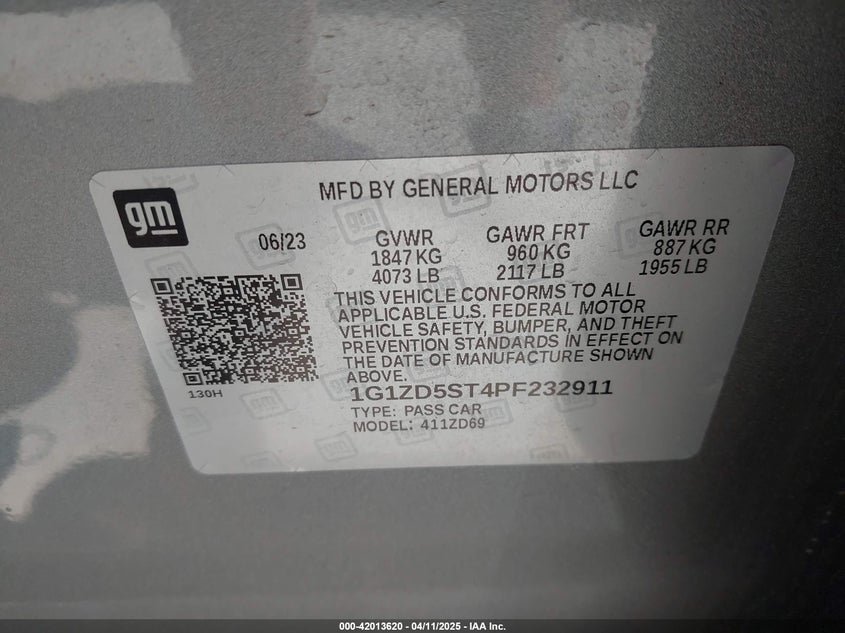 gm
MFD BY GENERAL MOTORS LLC
06/23
GVWR
1847 KG
4073 LB
GAWR FRT
960 KG
2117 LB
GAWR RR
887 KG
1955 LB
THIS VEHICLE CONFORMS TO ALL
APPLICABLE U.S. FEDERAL MOTOR
VEHICLE SAFETY, BUMPER, AND THEFT
PREVENTION STANDARDS IN EFFECT ON
THE DATE OF MANUFACTURE SHOWN
ABOVE.
130H
1G1ZD5ST4PF232911
TYPE: PASS CAR
MODEL: 411ZD69
000-42013620 - 04/11/2025 - IAA Inc.